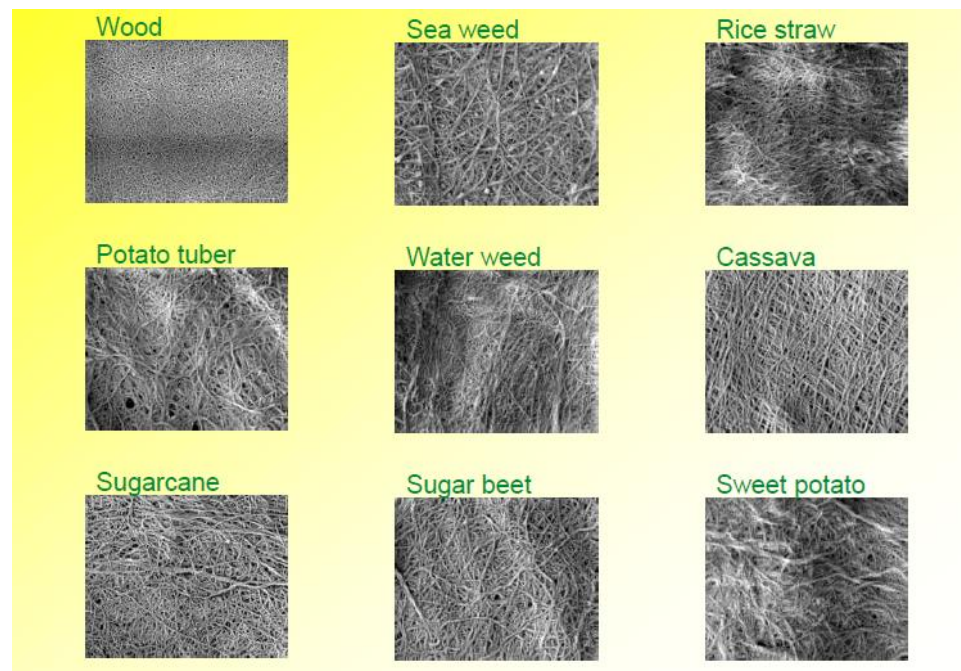 Wood
Sea weed
Rice straw
Potato tuber
Water weed
Cassava
Sugarcane
Sugar beet
Sweet potato